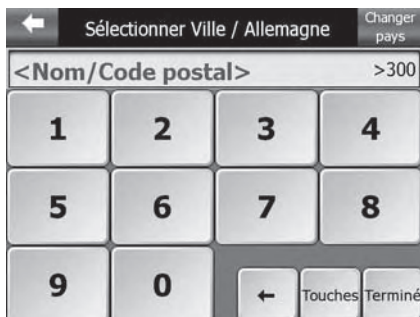 Sélectionner Ville / Allemagne
Changer
pays
<Nom/Code postal> >300
1 2 3 4
5 6 7 8
9 0 Touches Terminé